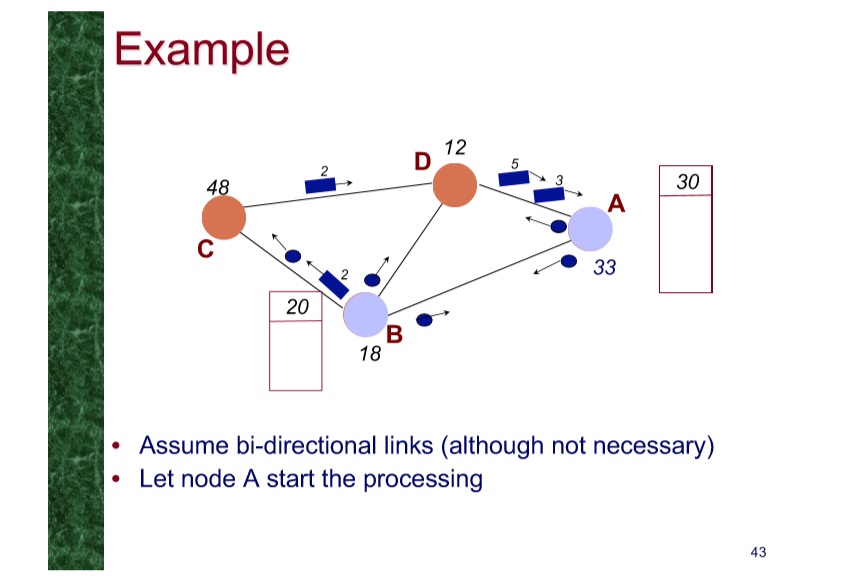 Example
12
D
5
2
3
30
48
A
C
33
2
20
B
18
• Assume bi-directional links (although not necessary)
• Let node A start the processing
43